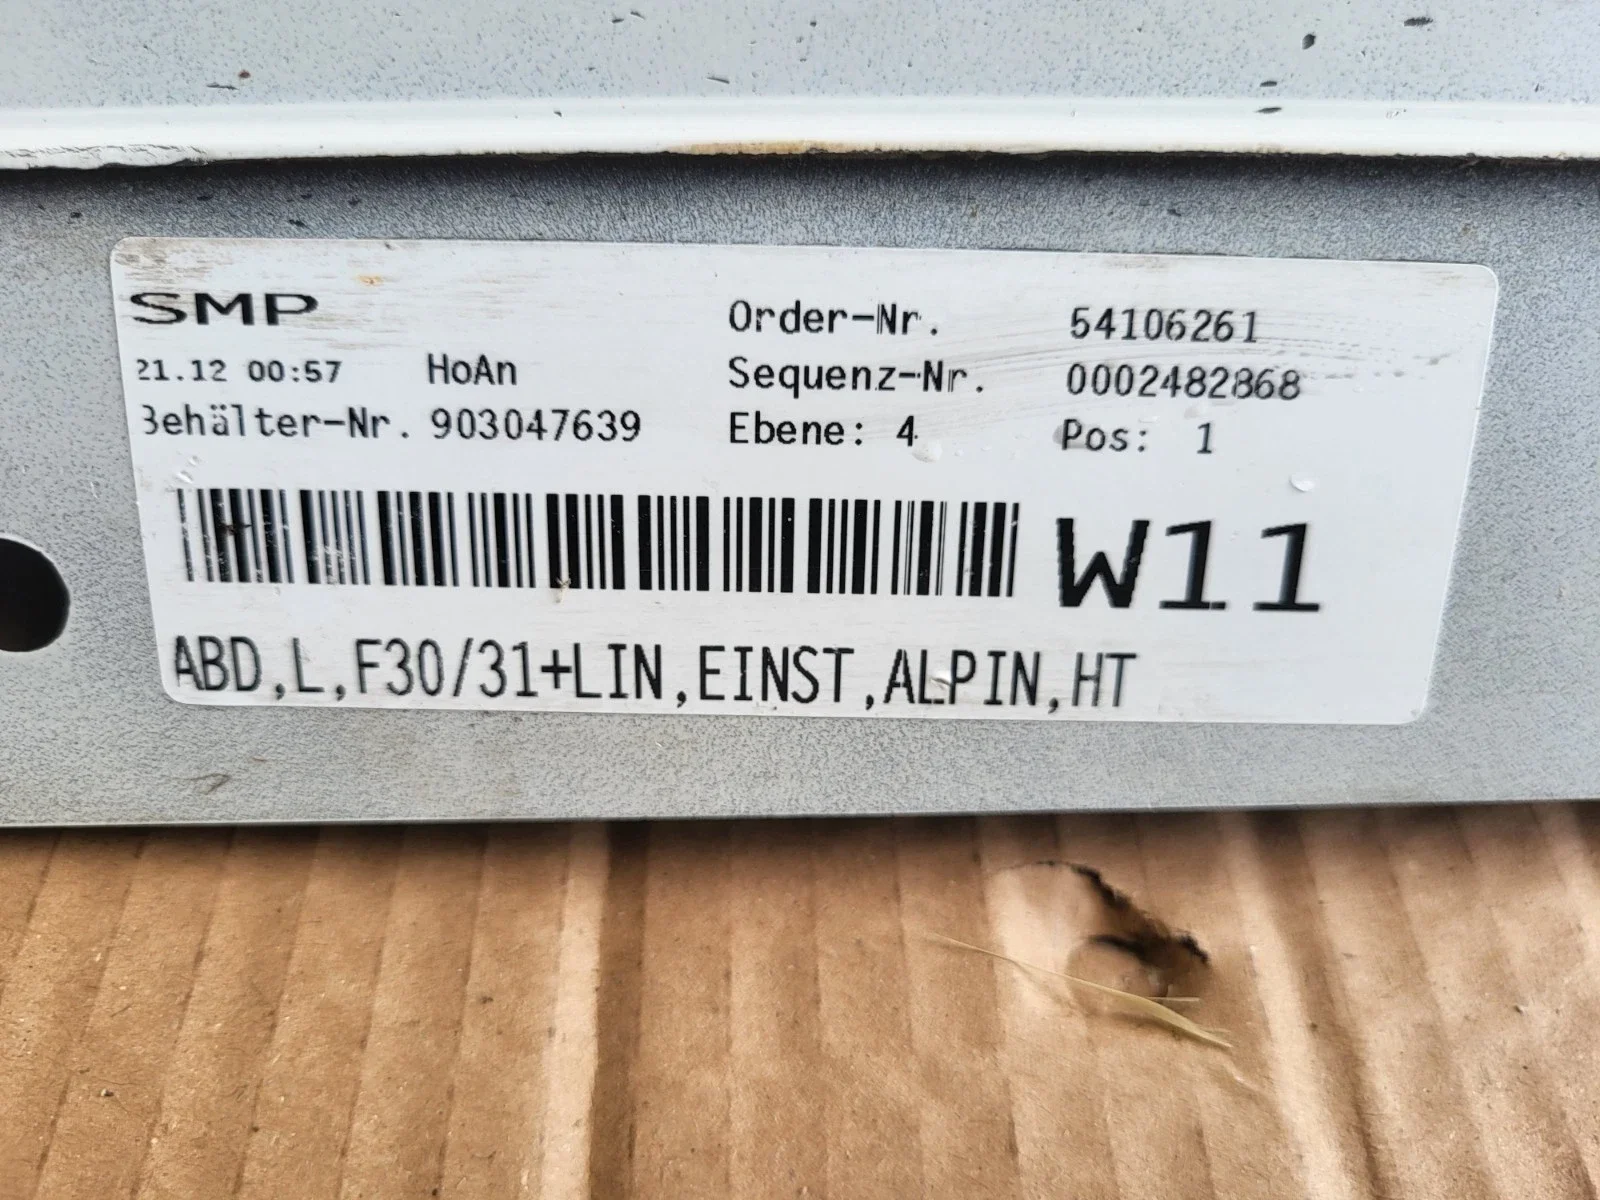 SMP
21.12 00:57 HoAn
Behälter-Nr. 903047639
Order-Nr. 54106261
Sequenz-Nr. 0002482868
Ebene: 4 Pos: 1
W11
ABD,L,F30/31+LIN,EINST,ALPIN,HT